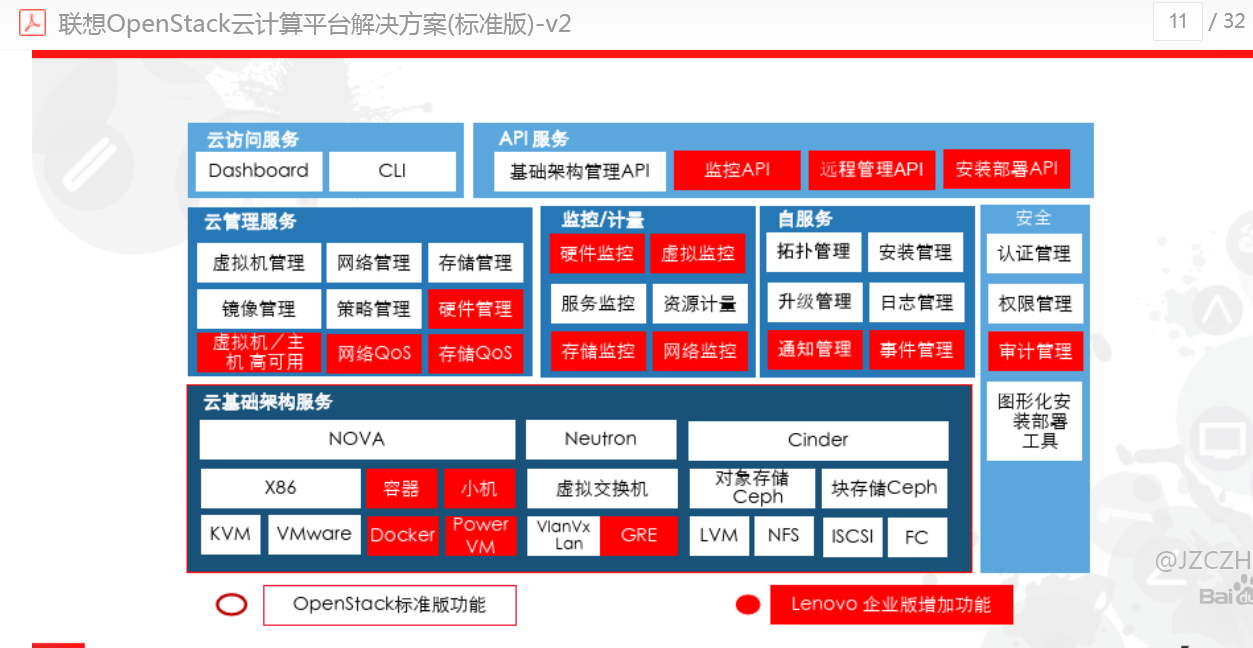 联想OpenStack云计算平台解决方案(标准版)-v2
11 / 32
云访问服务
Dashboard
CLI
API 服务
基础架构管理API
监控API
远程管理API
安装部署API
云管理服务
虚拟机管理
网络管理
存储管理
镜像管理
策略管理
硬件管理
虚拟机／主
机 高可用
网络QoS
存储QoS
监控/计量
硬件监控
虚拟监控
服务监控
资源计量
存储监控
网络监控
自服务
拓扑管理
安装管理
升级管理
日志管理
通知管理
事件管理
安全
认证管理
权限管理
审计管理
图形化安
装部署
工具
云基础架构服务
NOVA
Neutron
Cinder
X86
容器
小机
虚拟交换机
对象存储
Ceph
块存储Ceph
KVM
VMware
Docker
Power
VM
VlanVx
Lan
GRE
LVM
NFS
ISCSI
FC
OpenStack标准版功能
Lenovo 企业版增加功能
@JZCZH
Bai du